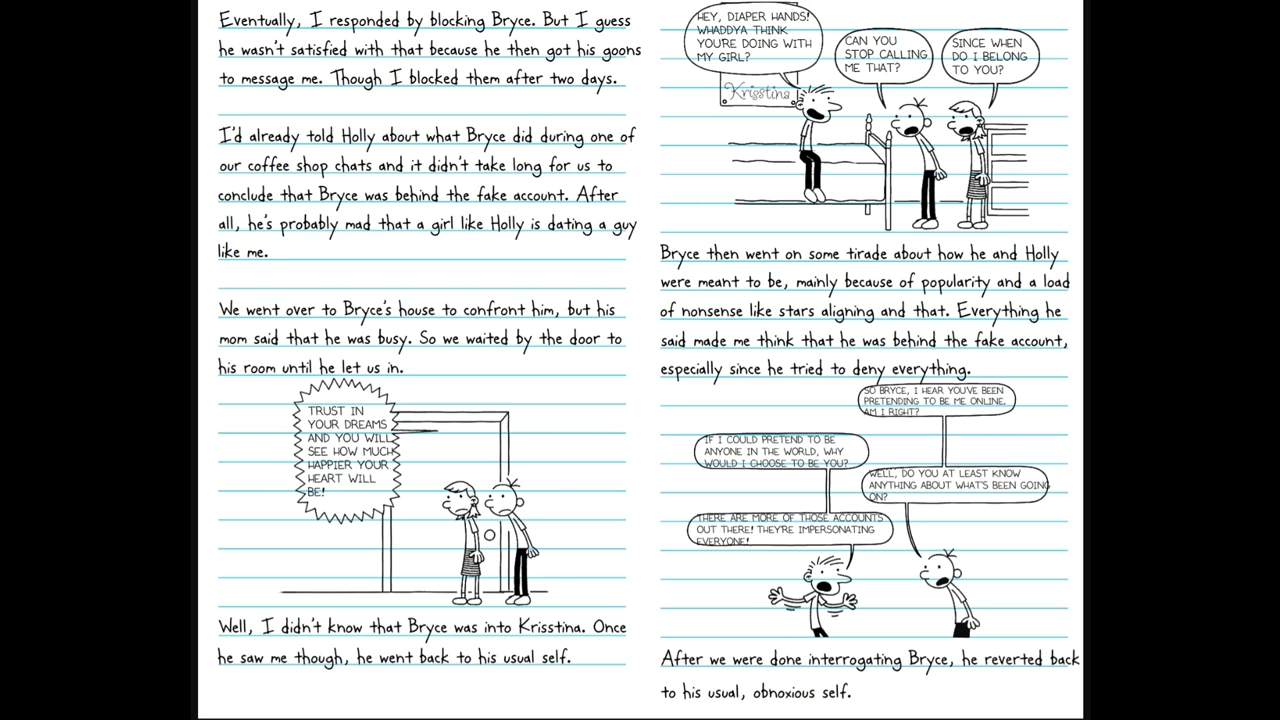 Eventually, I responded by blocking Bryce. But I guess
he wasn't satisfied with that because he then got his goons
to message me. Though I blocked them after two days.
I'd already told Holly about what Bryce did during one of
our coffee shop chats and it didn't take long for us to
conclude that Bryce was behind the fake account. After
all, he's probably mad that a girl like Holly is dating a guy
like me.
We went over to Bryce's house to confront him, but his
mom said that he was busy. So we waited by the door to
his room until he let us in.
TRUST IN
YOUR DREAMS
AND YOU WILL
SEE HOW MUCH
HAPPIER YOUR
HEART WILL
BE!
Well, I didn't know that Bryce was into Krisstina. Once
he saw me though, he went back to his usual self.
HEY, DIAPER HANDS!
WHADDYA THINK
YOU'RE DOING WITH
MY GIRL?
CAN YOU
STOP CALLING
ME THAT?
SINCE WHEN
DO I BELONG
TO YOU?
Krisstina
Bryce then went on some tirade about how he and Holly
were meant to be, mainly because of popularity and a load
of nonsense like stars aligning and that. Everything he
said made me think that he was behind the fake account,
especially since he tried to deny everything.
SO BRYCE, I HEAR YOU'VE BEEN
PRETENDING TO BE ME ONLINE.
AM I RIGHT?
IF I COULD PRETEND TO BE
ANYONE IN THE WORLD, WHY
WOULD I CHOOSE TO BE YOU?
WELL, DO YOU AT LEAST KNOW
ANYTHING ABOUT WHAT'S BEEN GOING
ON?
THERE ARE MORE OF THOSE ACCOUNTS
OUT THERE! THEY'RE IMPERSONATING
EVERYONE!
After we were done interrogating Bryce, he reverted back
to his usual, obnoxious self.